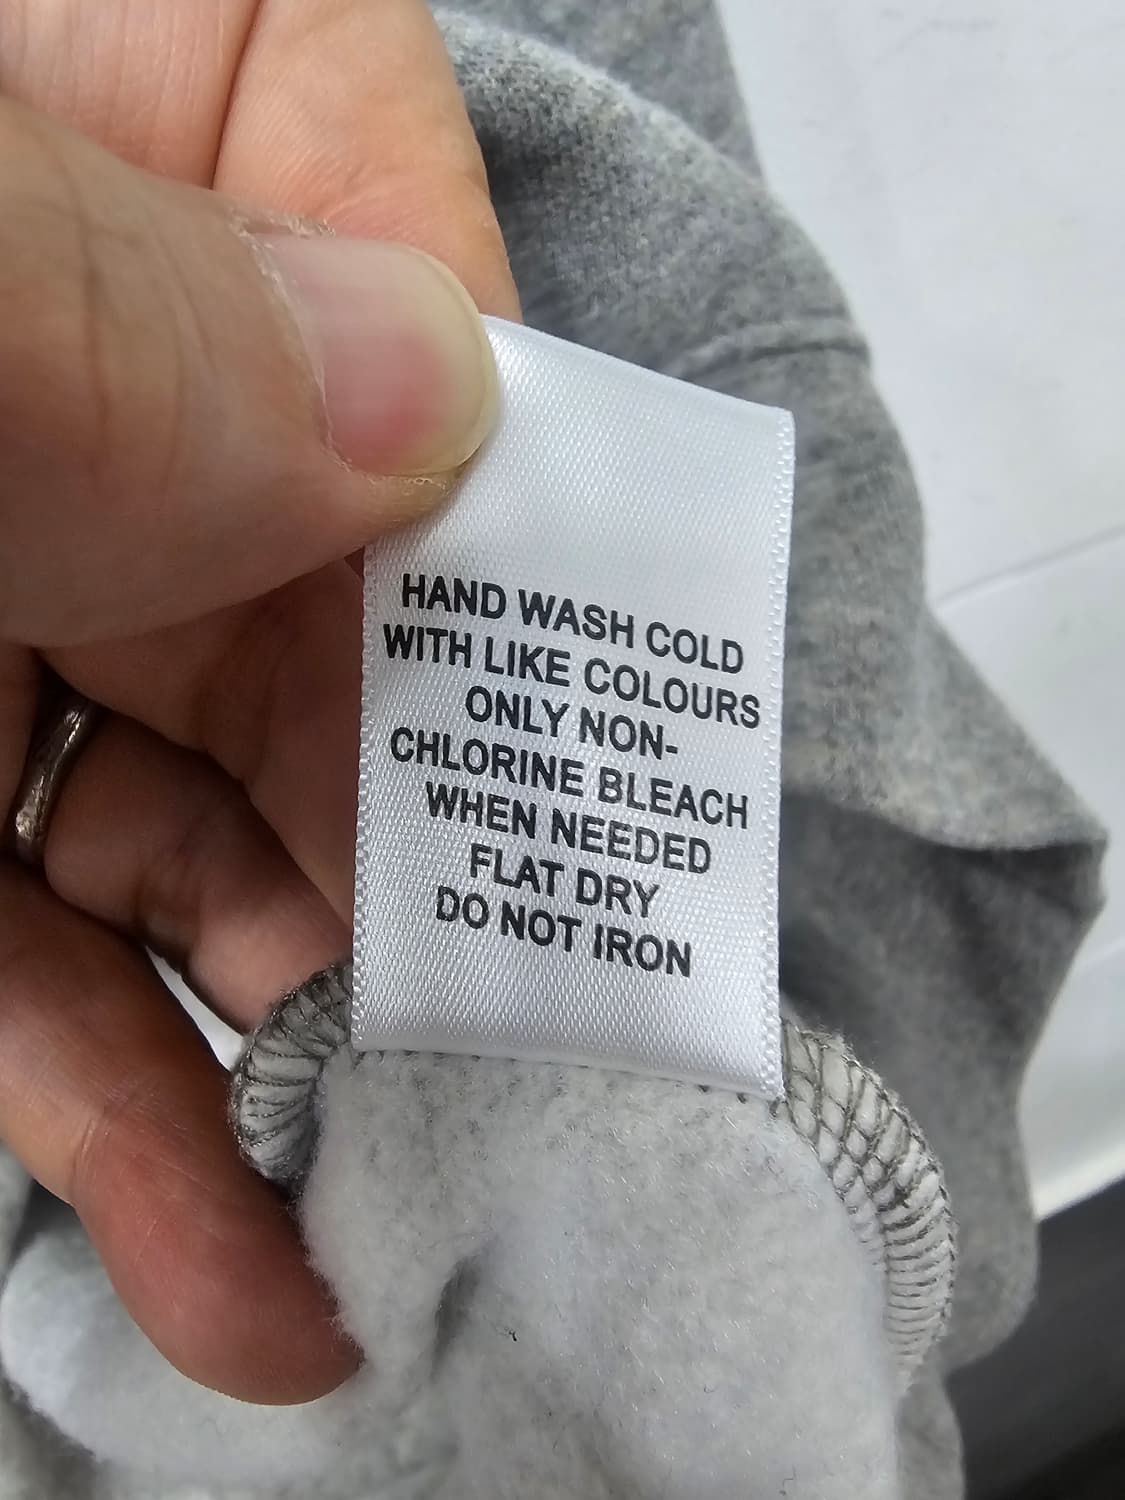 HAND WASH COLD
WITH LIKE COLOURS
ONLY NON-
CHLORINE BLEACH
WHEN NEEDED
FLAT DRY
DO NOT IRON